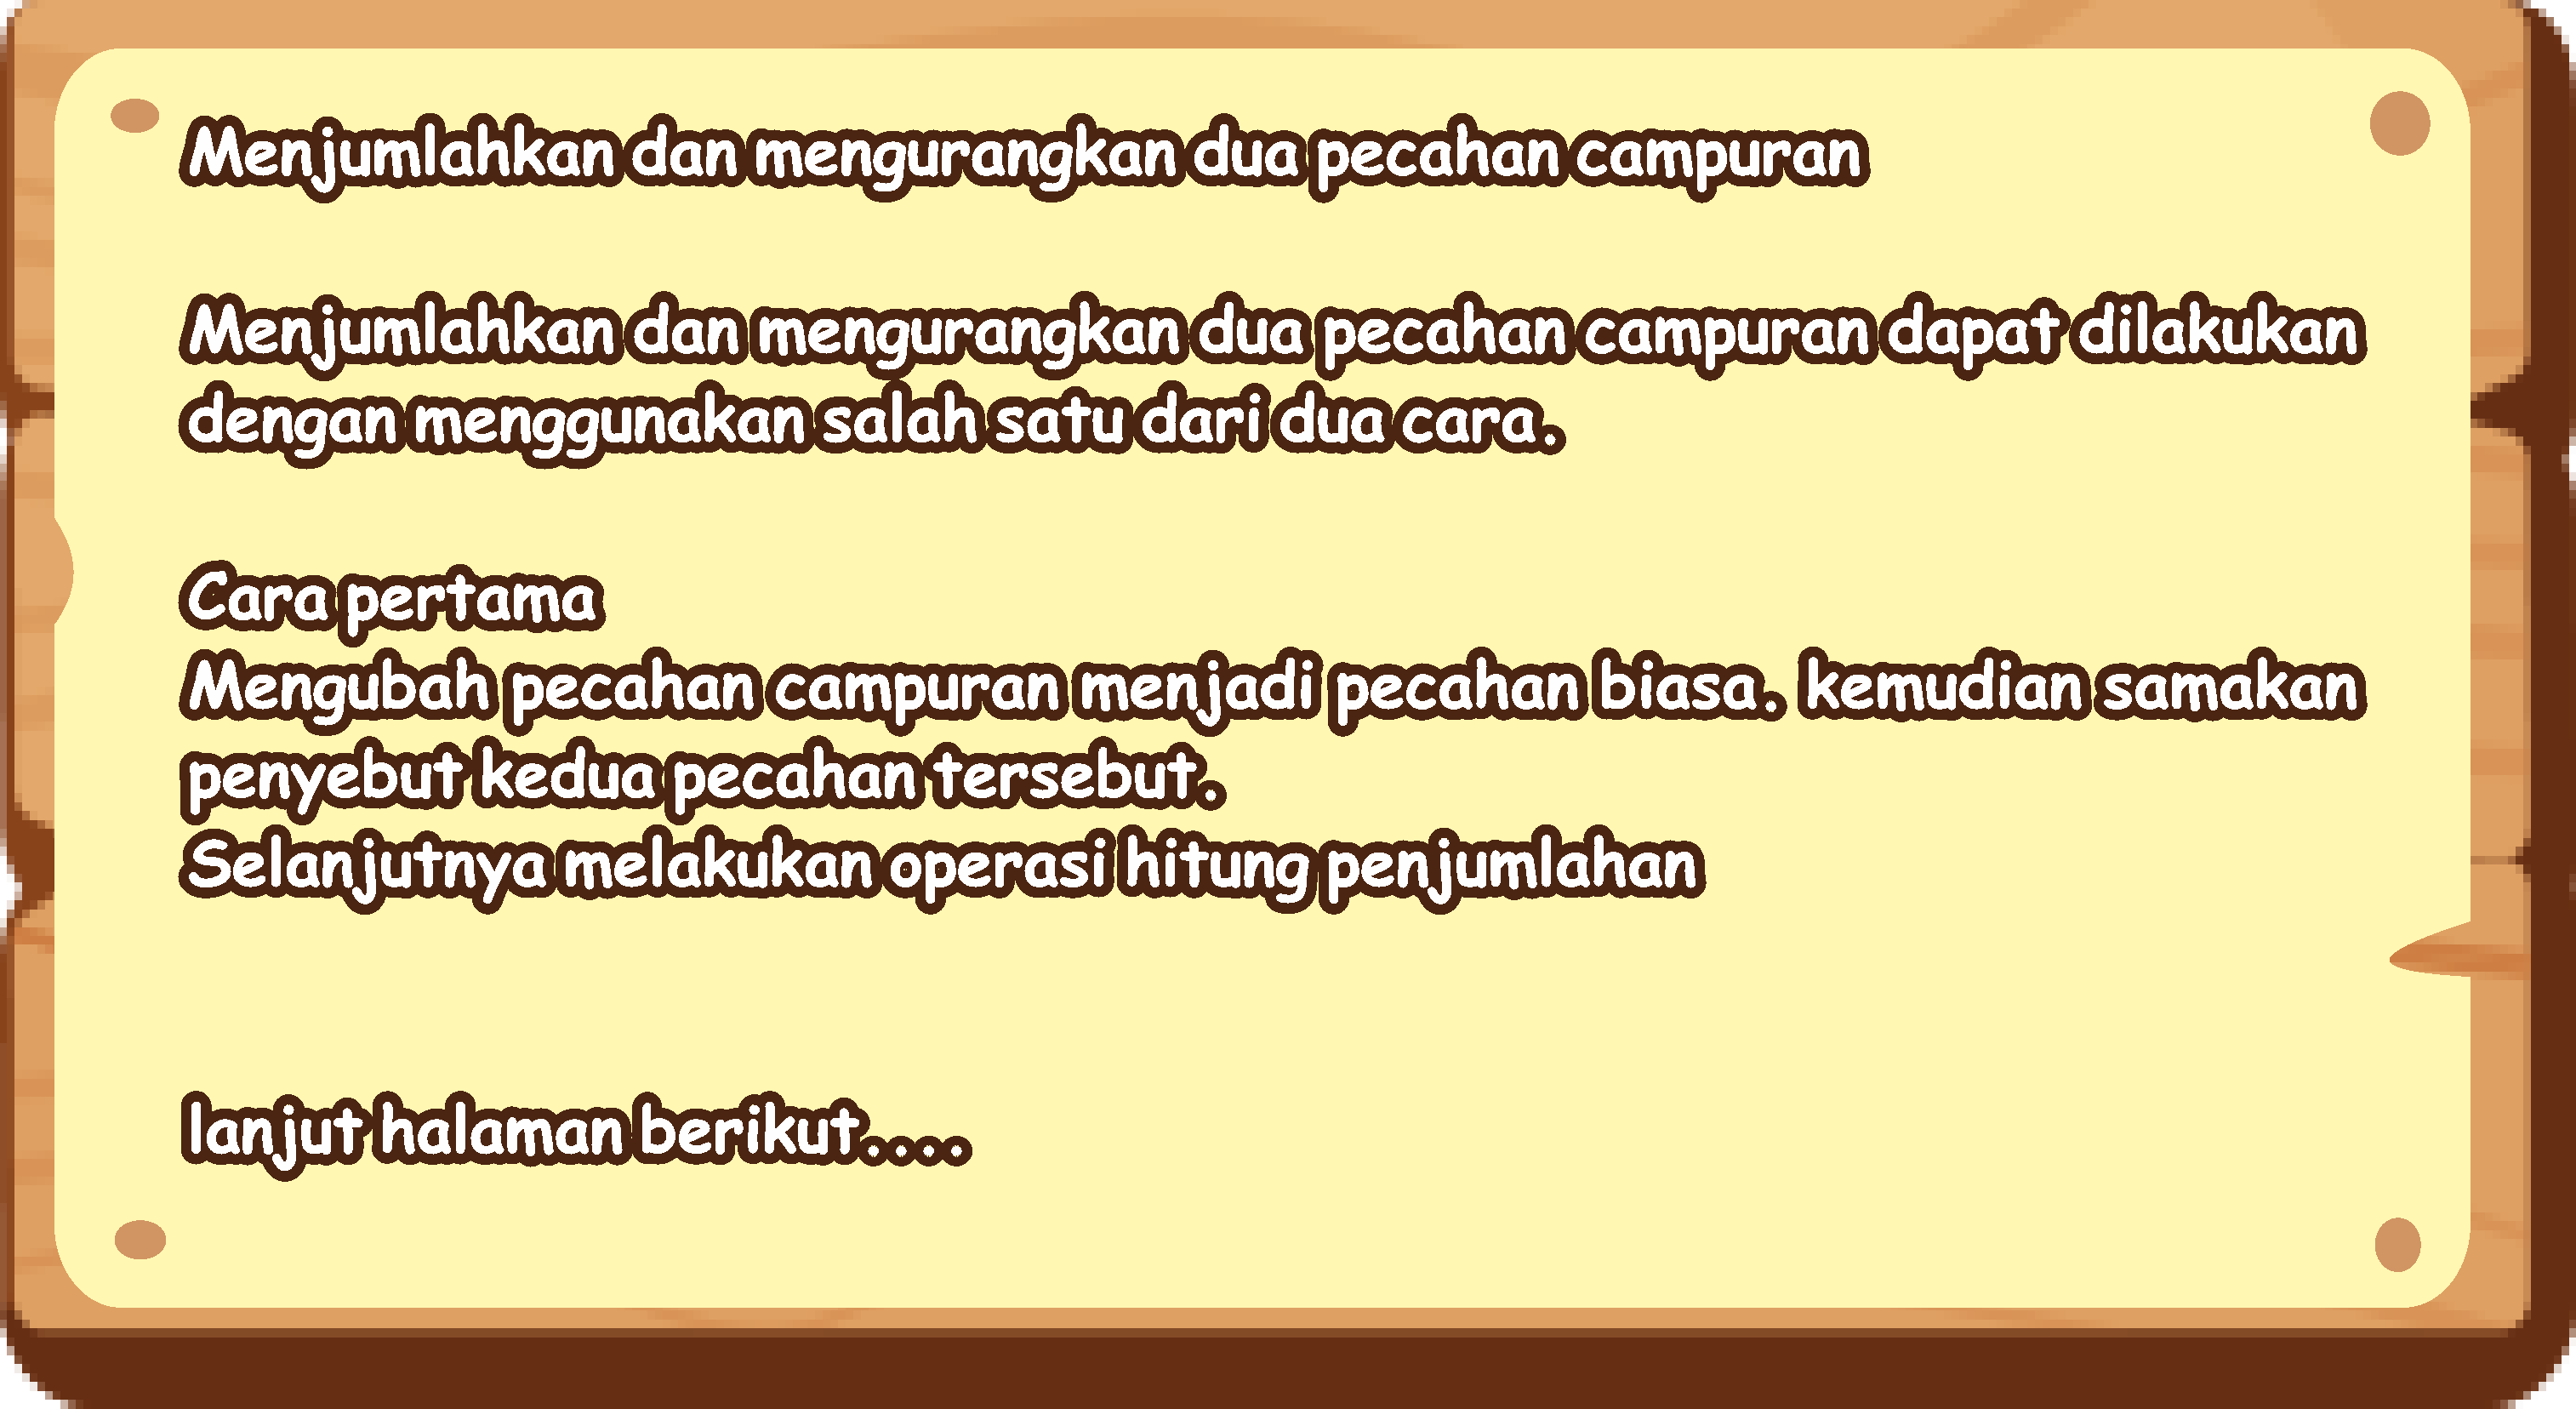 Menjumlahkan dan mengurangkan dua pecahan campuran
Menjumlahkan dan mengurangkan dua pecahan campuran dapat dilakukan
dengan menggunakan salah satu dari dua cara.
Cara pertama
Mengubah pecahan campuran menjadi pecahan biasa. kemudian samakan
penyebut kedua pecahan tersebut.
Selanjutnya melakukan operasi hitung penjumlahan
lanjut halaman berikut....